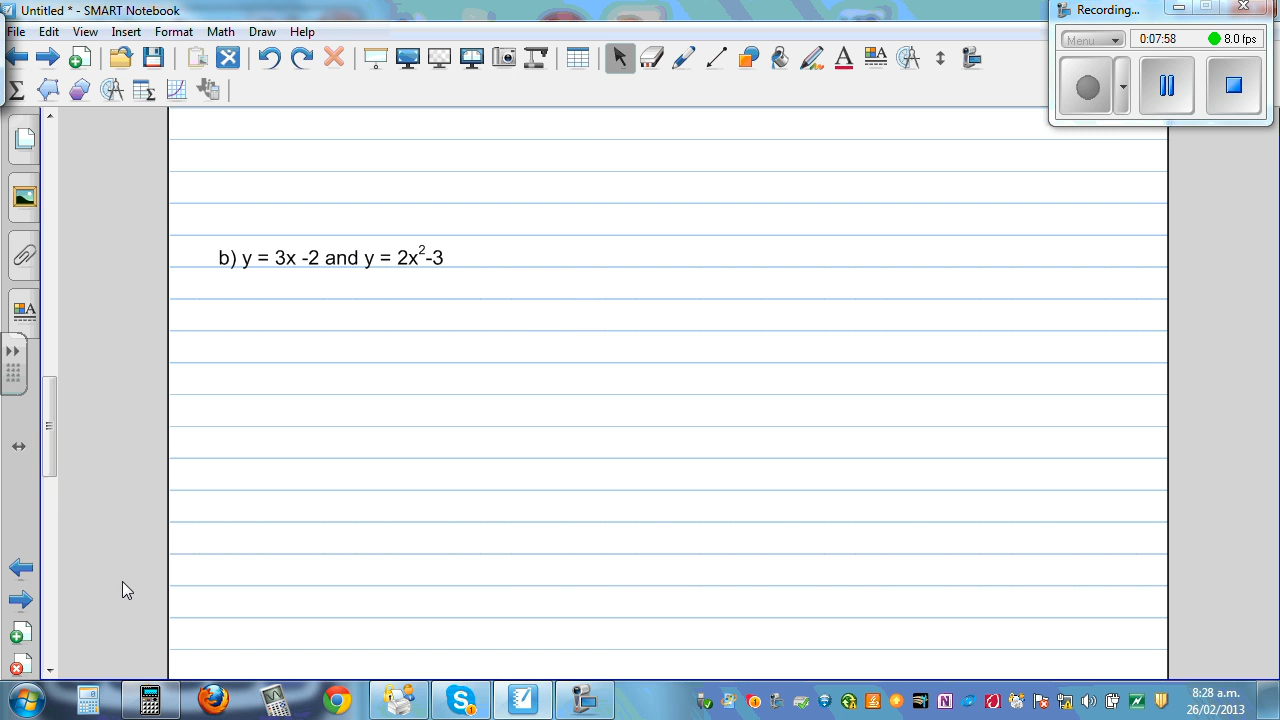 Untitled * - SMART Notebook
File Edit View Insert Format Math Draw Help
Recording...
Menu
0:07:58
8.0 fps
b) y = 3x -2 and y = 2x²-3
8:28 a.m.
26/02/2013